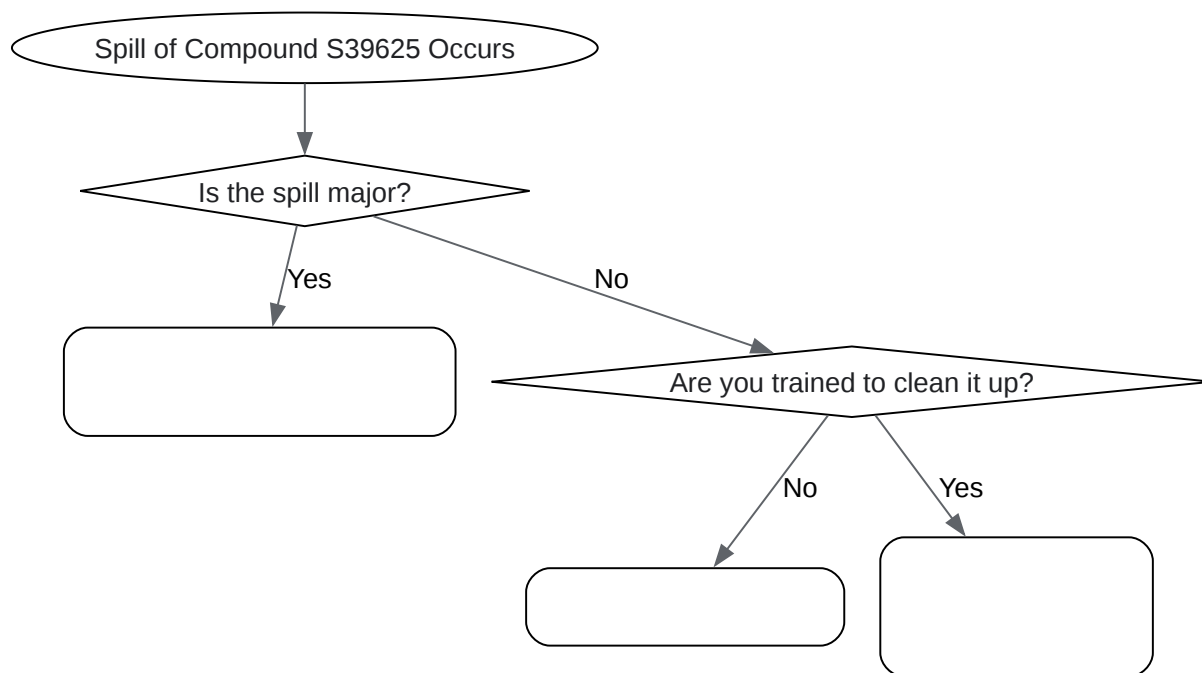 Spill of Compound S39625 Occurs
Is the spill major?
Yes
No
Are you trained to clean it up?
No
Yes